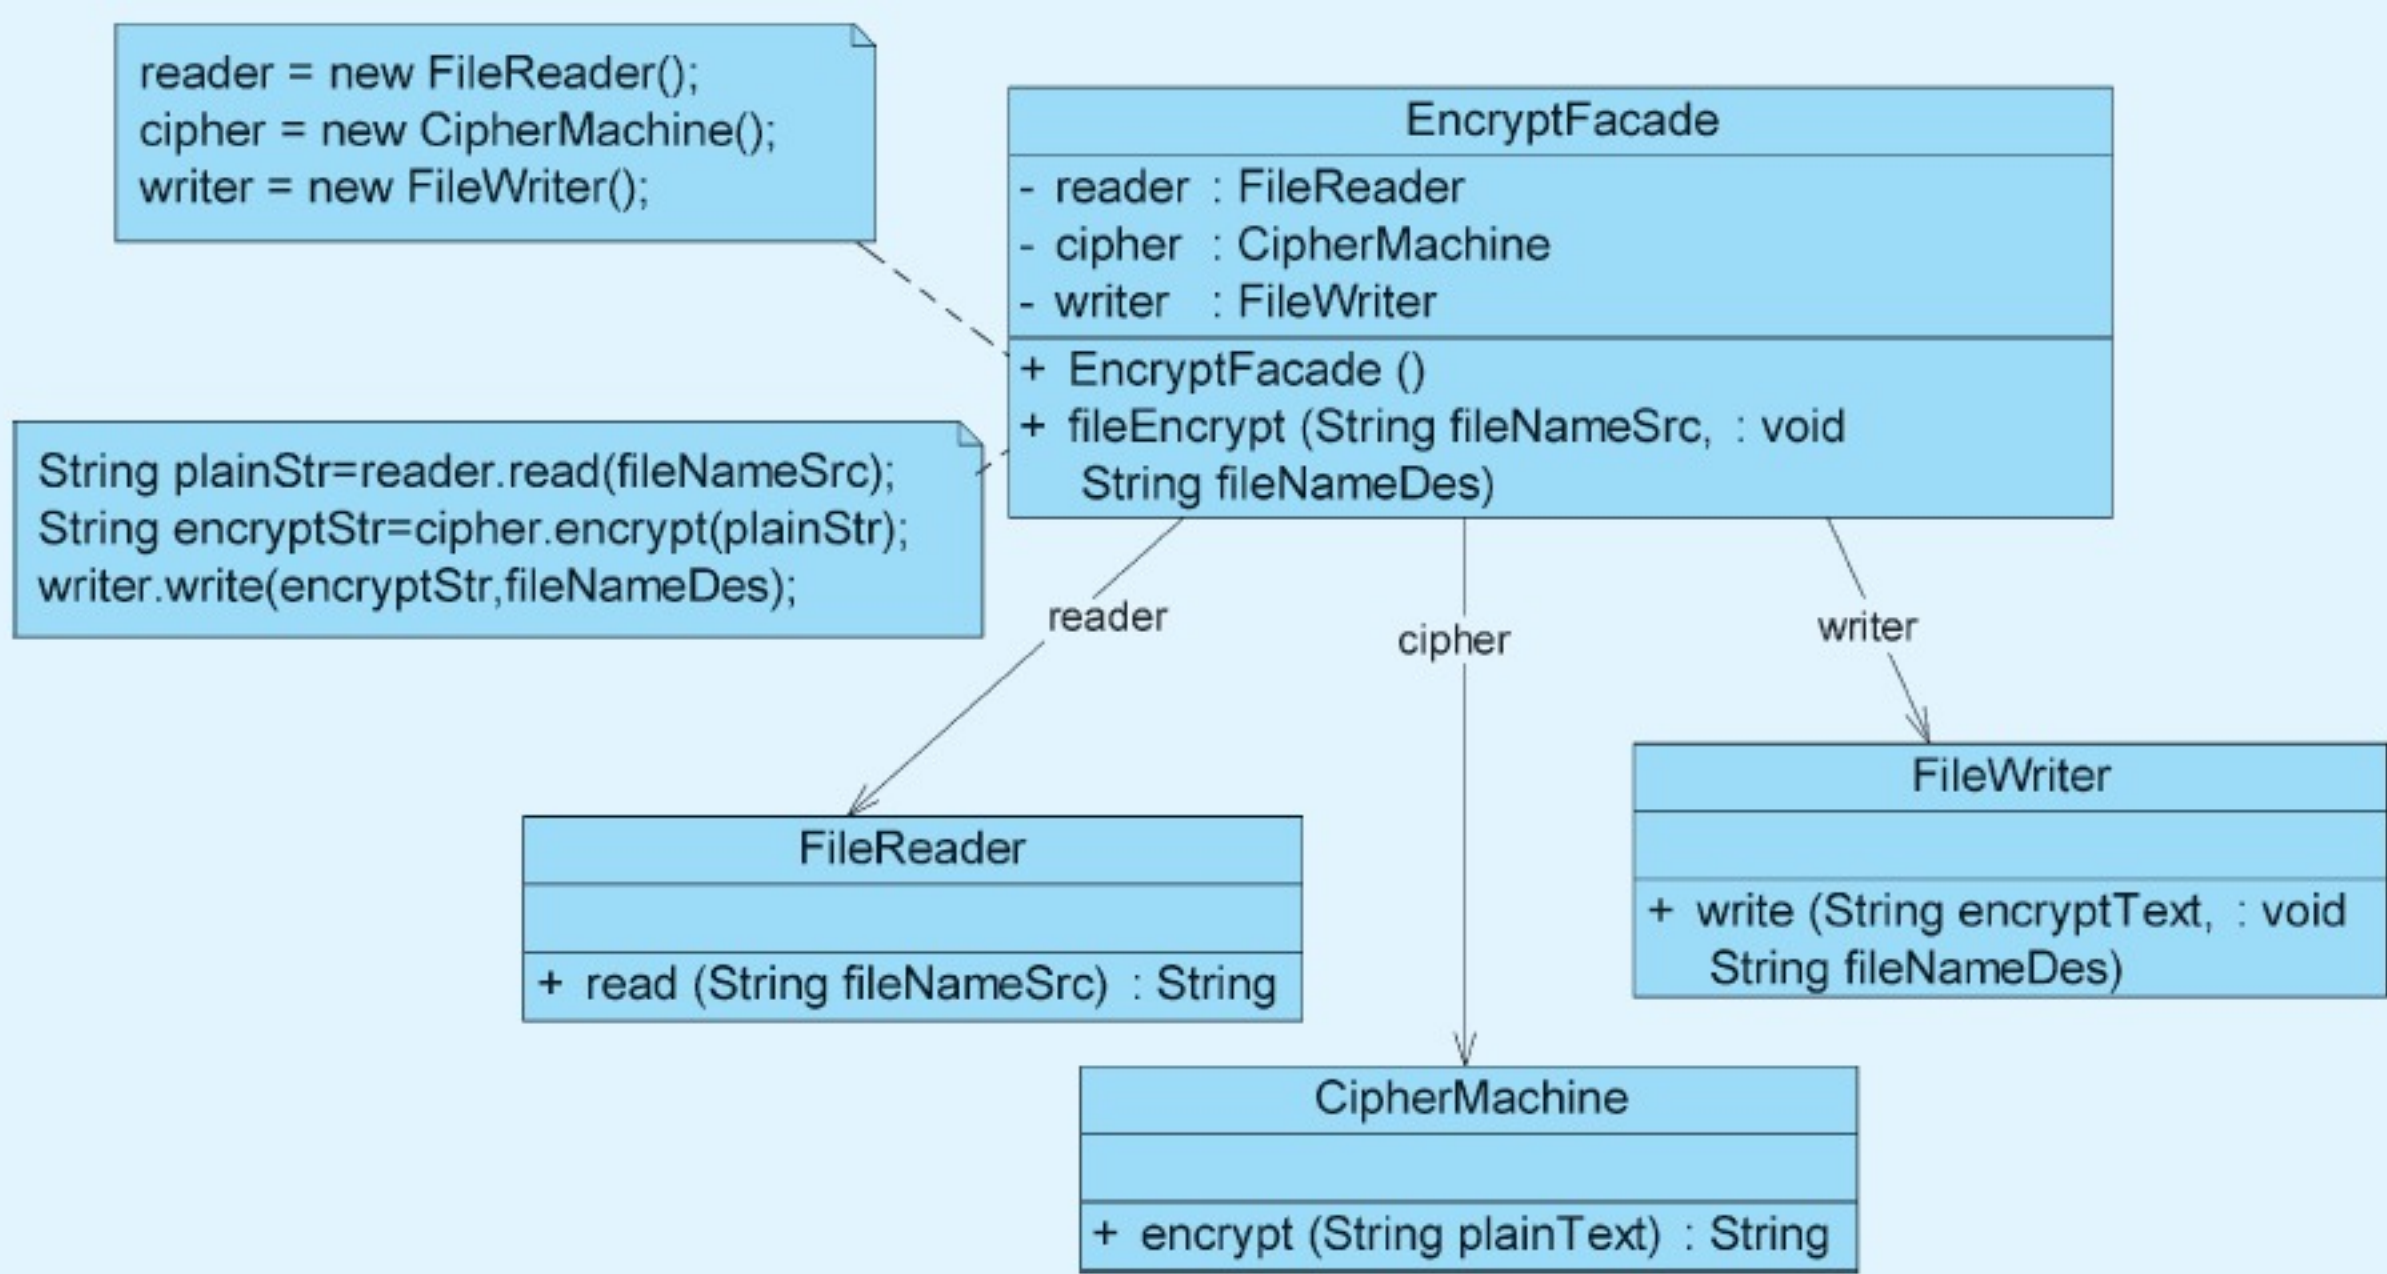 reader = new FileReader();
cipher = new CipherMachine();
writer = new FileWriter();
EncryptFacade
- reader : FileReader
- cipher : CipherMachine
- writer : FileWriter
+ EncryptFacade ()
+ fileEncrypt (String fileNameSrc, : void
String fileNameDes)
String plainStr=reader.read(fileNameSrc);
String encryptStr=cipher.encrypt(plainStr);
writer.write(encryptStr,fileNameDes);
reader
cipher
writer
FileReader
+ read (String fileNameSrc) : String
FileWriter
+ write (String encryptText, : void
String fileNameDes)
CipherMachine
+ encrypt (String plainText) : String